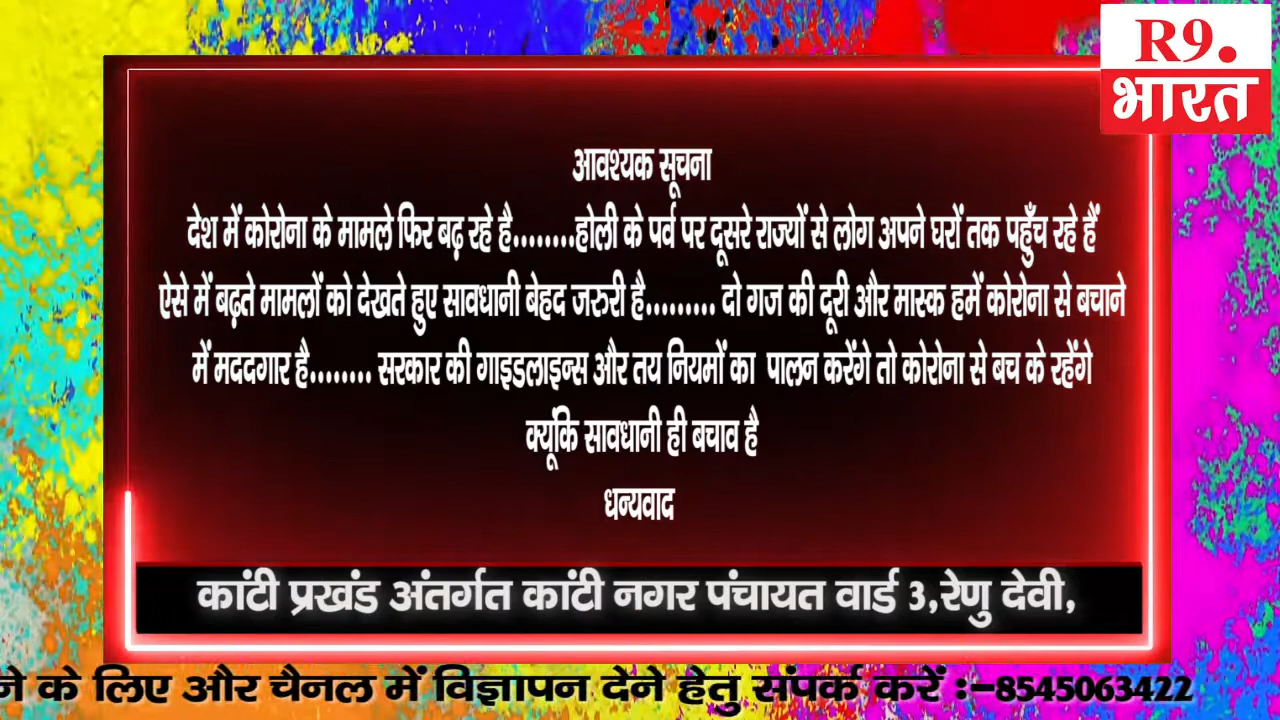 R9.
भारत
आवश्यक सूचना
देश में कोरोना के मामले फिर बढ़ रहे है........होली के पर्व पर दूसरे राज्यों से लोग अपने घरों तक पहुँच रहे हैं
ऐसे में बढ़ते मामलों को देखते हुए सावधानी बेहद जरुरी है......... दो गज की दूरी और मास्क हमें कोरोना से बचाने
में मददगार है........ सरकार की गाइडलाइन्स और तय नियमों का पालन करेंगे तो कोरोना से बच के रहेंगे
क्यूंकि सावधानी ही बचाव है
धन्यवाद
कांटी प्रखंड अंतर्गत कांटी नगर पंचायत वार्ड 3,रेणु देवी,
ने के लिए और चैनल में विज्ञापन देने हेतु संपर्क करें :–8545063422